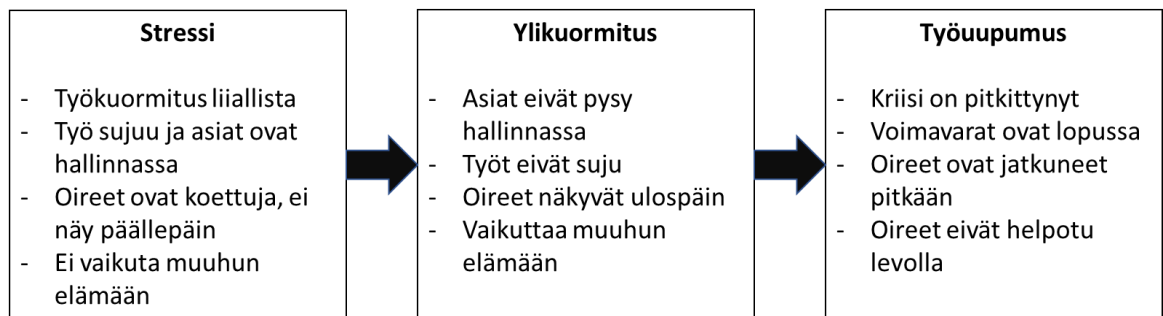 Stressi
- Työkuormitus liiallista
- Työ sujuu ja asiat ovat
hallinnassa
- Oireet ovat koettuja, ei
näy päällepäin
- Ei vaikuta muuhun
elämään
Ylikuormitus
- Asiat eivät pysy
hallinnassa
- Työt eivät suju
- Oireet näkyvät ulospäin
- Vaikuttaa muuhun
elämään
Työuupumus
- Kriisi on pitkittynyt
- Voimavarat ovat lopussa
- Oireet ovat jatkuneet
pitkään
- Oireet eivät helpotu
levolla